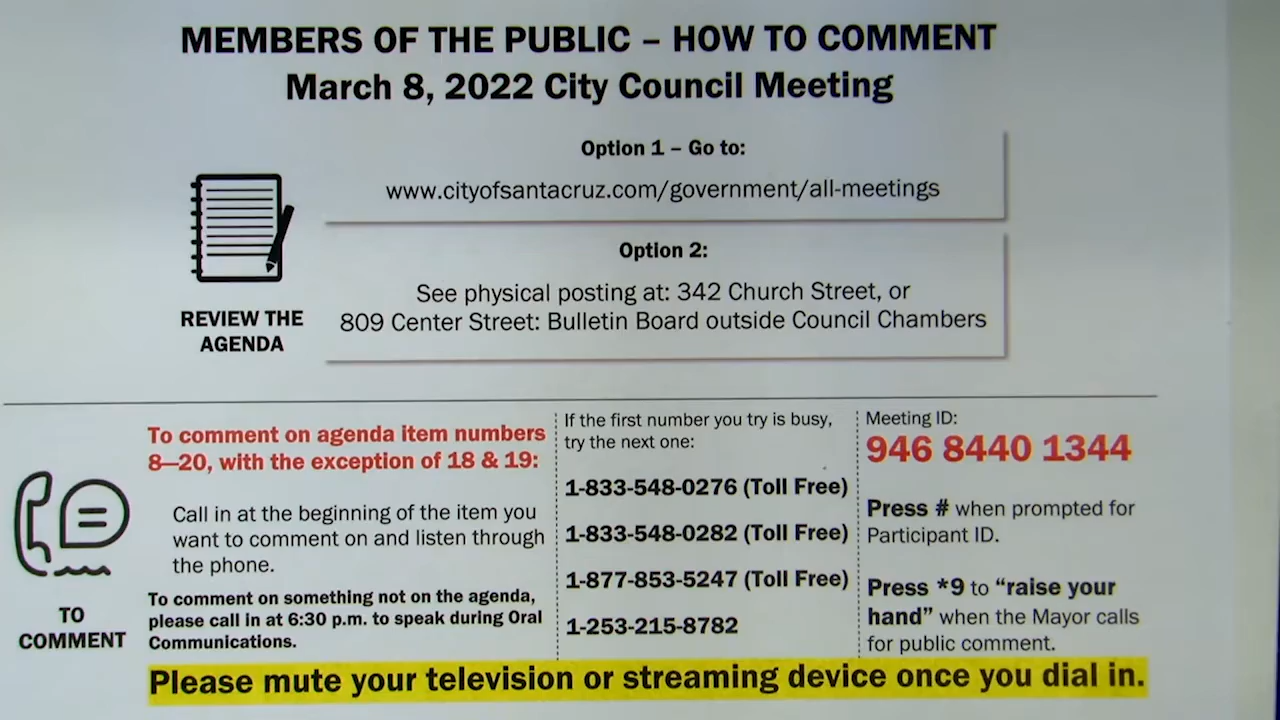 MEMBERS OF THE PUBLIC – HOW TO COMMENT
March 8, 2022 City Council Meeting
Option 1 – Go to:
www.cityofsantacruz.com/government/all-meetings
Option 2:
See physical posting at: 342 Church Street, or
809 Center Street: Bulletin Board outside Council Chambers
REVIEW THE
AGENDA
To comment on agenda item numbers
8—20, with the exception of 18 & 19:
Call in at the beginning of the item you
want to comment on and listen through
the phone.
To comment on something not on the agenda,
please call in at 6:30 p.m. to speak during Oral
Communications.
TO
COMMENT
If the first number you try is busy,
try the next one:
1-833-548-0276 (Toll Free)
1-833-548-0282 (Toll Free)
1-877-853-5247 (Toll Free)
1-253-215-8782
Meeting ID:
946 8440 1344
Press # when prompted for
Participant ID.
Press *9 to “raise your
hand” when the Mayor calls
for public comment.
Please mute your television or streaming device once you dial in.